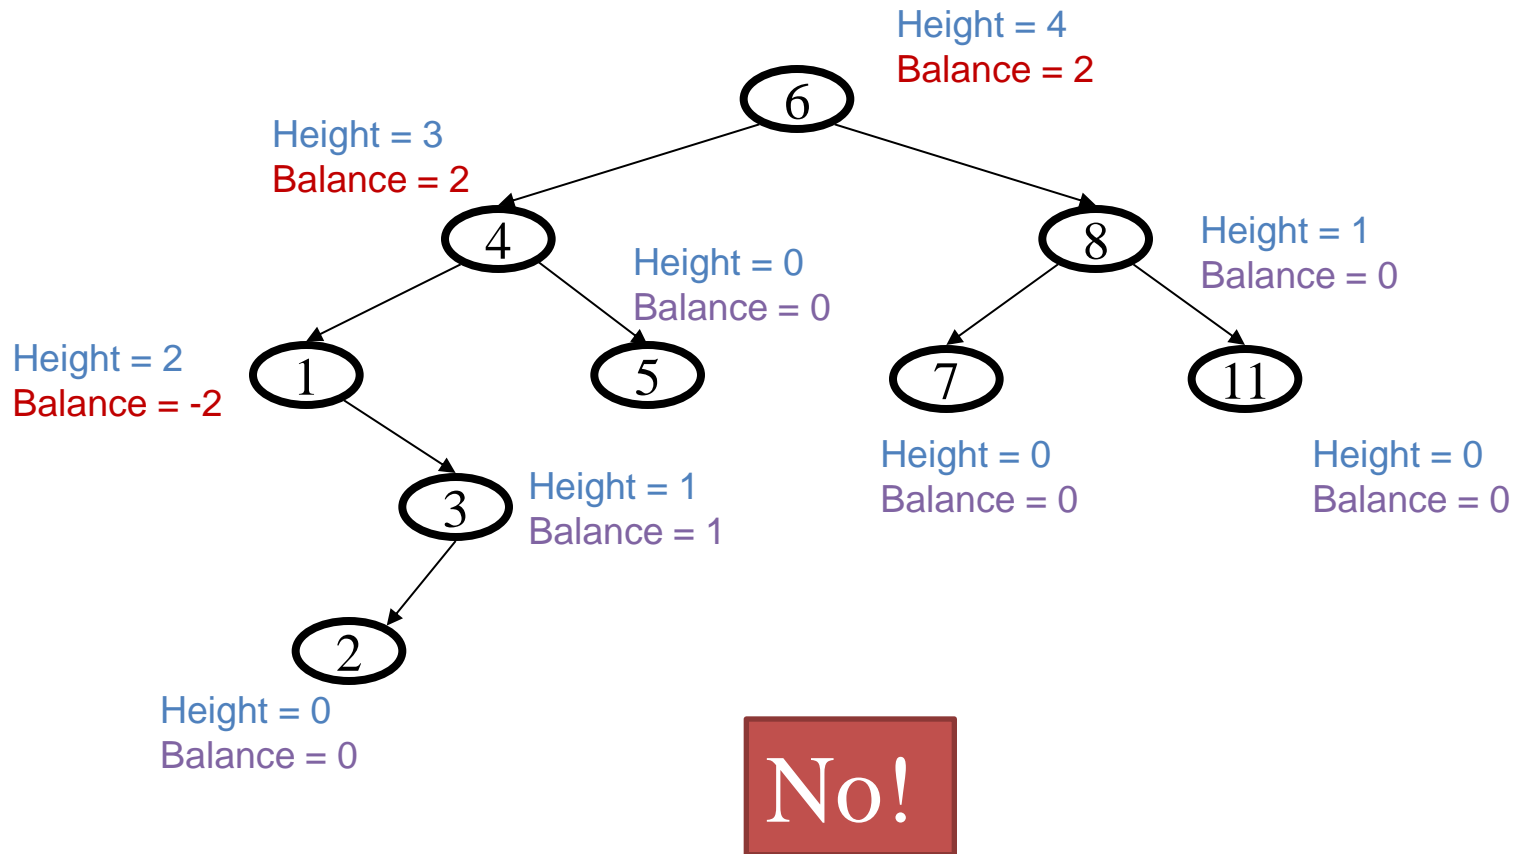 Height = 4
Balance = 2
6
Height = 3
Balance = 2
4
8
Height = 1
Balance = 0
Height = 0
Balance = 0
Height = 2
Balance = -2
1
5
7
11
Height = 0
Balance = 0
Height = 0
Balance = 0
3
Height = 1
Balance = 1
2
Height = 0
Balance = 0
No!